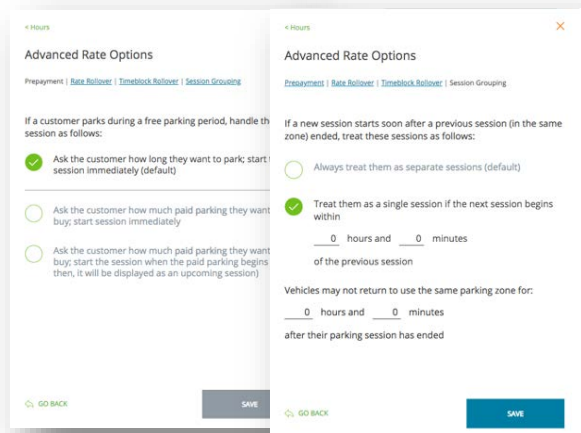 < Hours
Advanced Rate Options
Prepayment | Rate Rollover | Timeblock Rollover | Session Grouping
If a customer parks during a free parking period, handle
session as follows:
Ask the customer how long they want to park; start
session immediately (default)
Ask the customer how much paid parking they want
buy; start session immediately
Ask the customer how much paid parking they want
buy; start the session when the paid parking begins
then, it will be displayed as an upcoming session)
GO BACK
SAVE
< Hours
×
Advanced Rate Options
Prepayment | Rate Rollover | Timeblock Rollover | Session Grouping
If a new session starts soon after a previous session (in the same
zone) ended, treat these sessions as follows:
Always treat them as separate sessions (default)
Treat them as a single session if the next session begins
within
0 hours and 0 minutes
of the previous session
Vehicles may not return to use the same parking zone for:
0 hours and 0 minutes
after their parking session has ended
GO BACK
SAVE